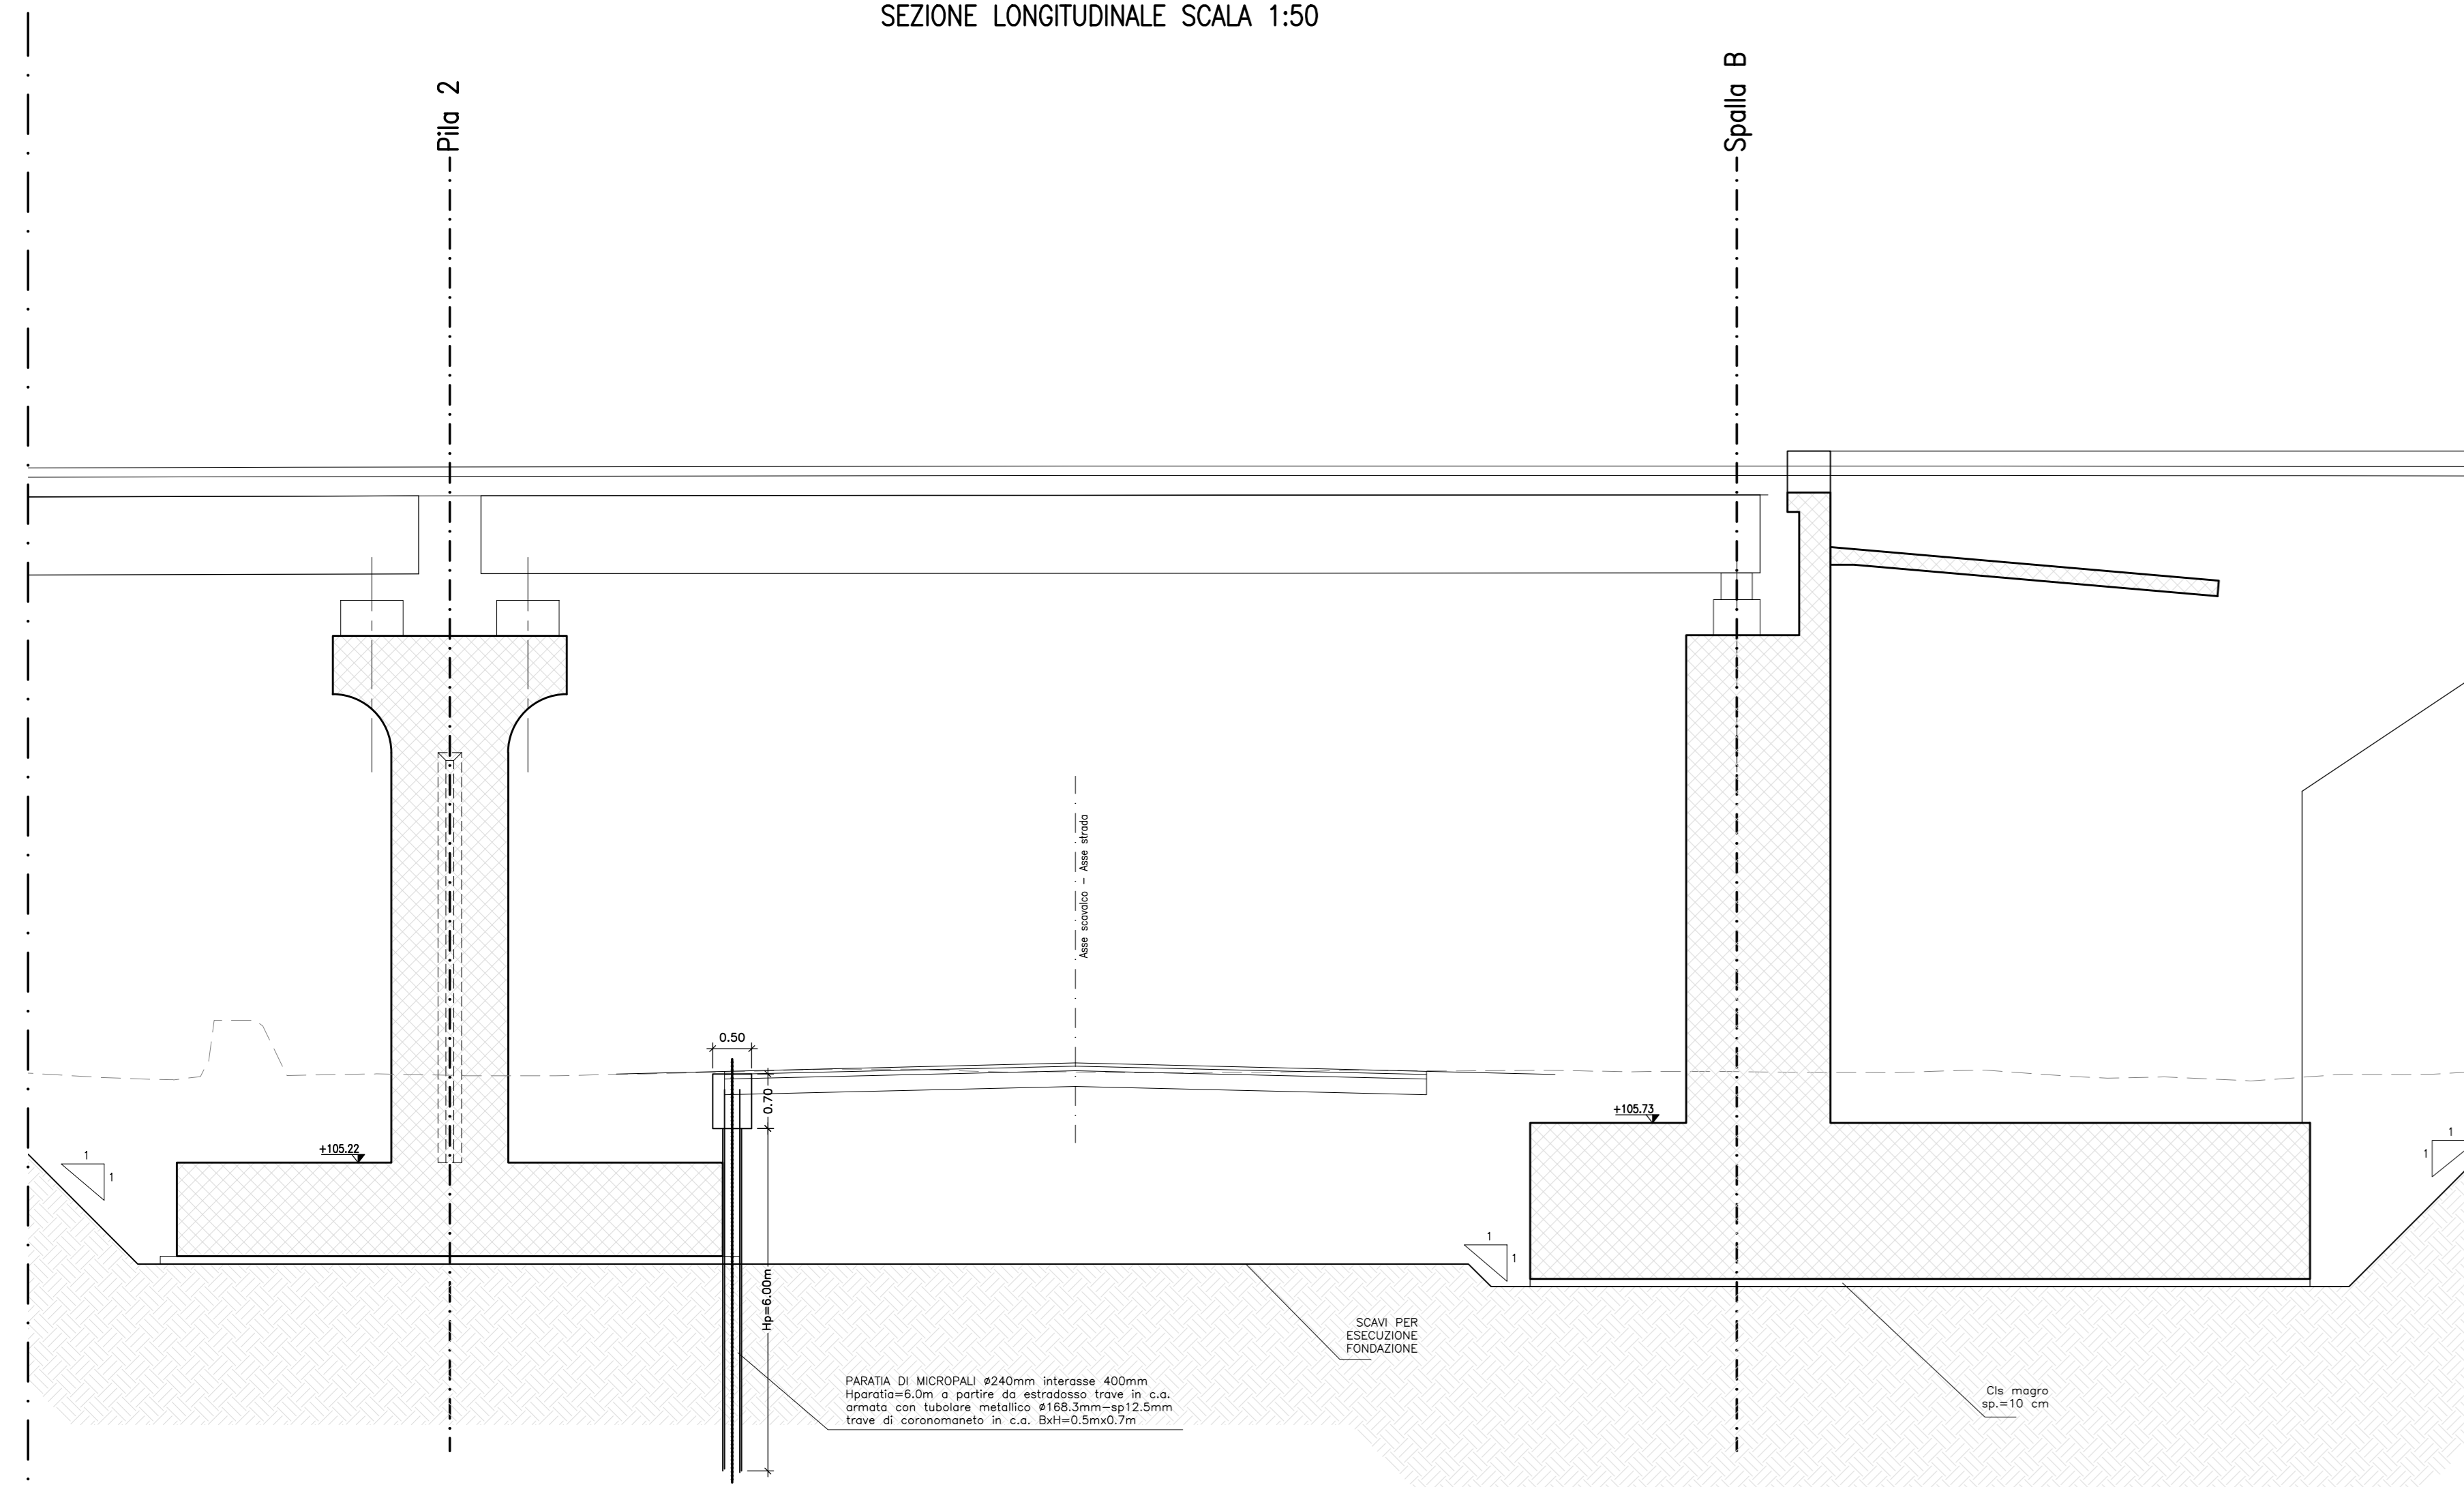 SEZIONE LONGITUDINALE SCALA 1:50
Pila 2
Spalla B
Asse scavalco - Asse strada
0.50
0.70
Hp=6.00m
+105.22
+105.73
1
1
1
1
1
1
SCAVI PER
ESECUZIONE
FONDAZIONE
PARATIA DI MICROPALI ø240mm interasse 400mm
Hparatia=6.0m a partire da estradosso trave in c.a.
armata con tubolare metallico ø168.3mm-sp12.5mm
trave di coronomaneto in c.a. BxH=0.5mx0.7m
Cls magro
sp.=10 cm